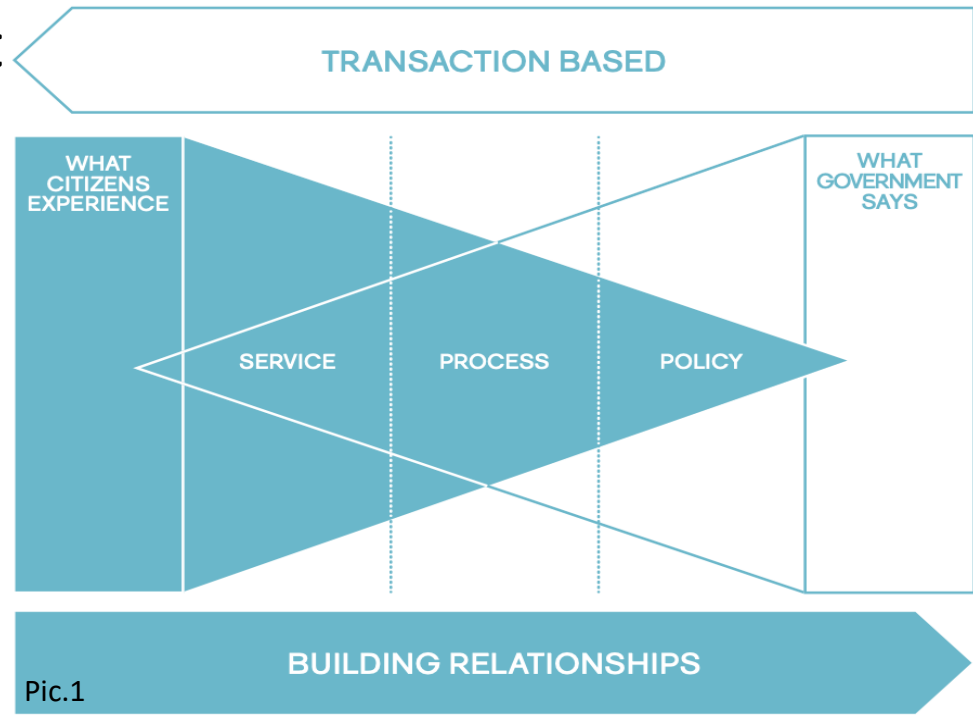 TRANSACTION BASED
WHAT
CITIZENS
EXPERIENCE
WHAT
GOVERNMENT
SAYS
SERVICE
PROCESS
POLICY
BUILDING RELATIONSHIPS
Pic.1